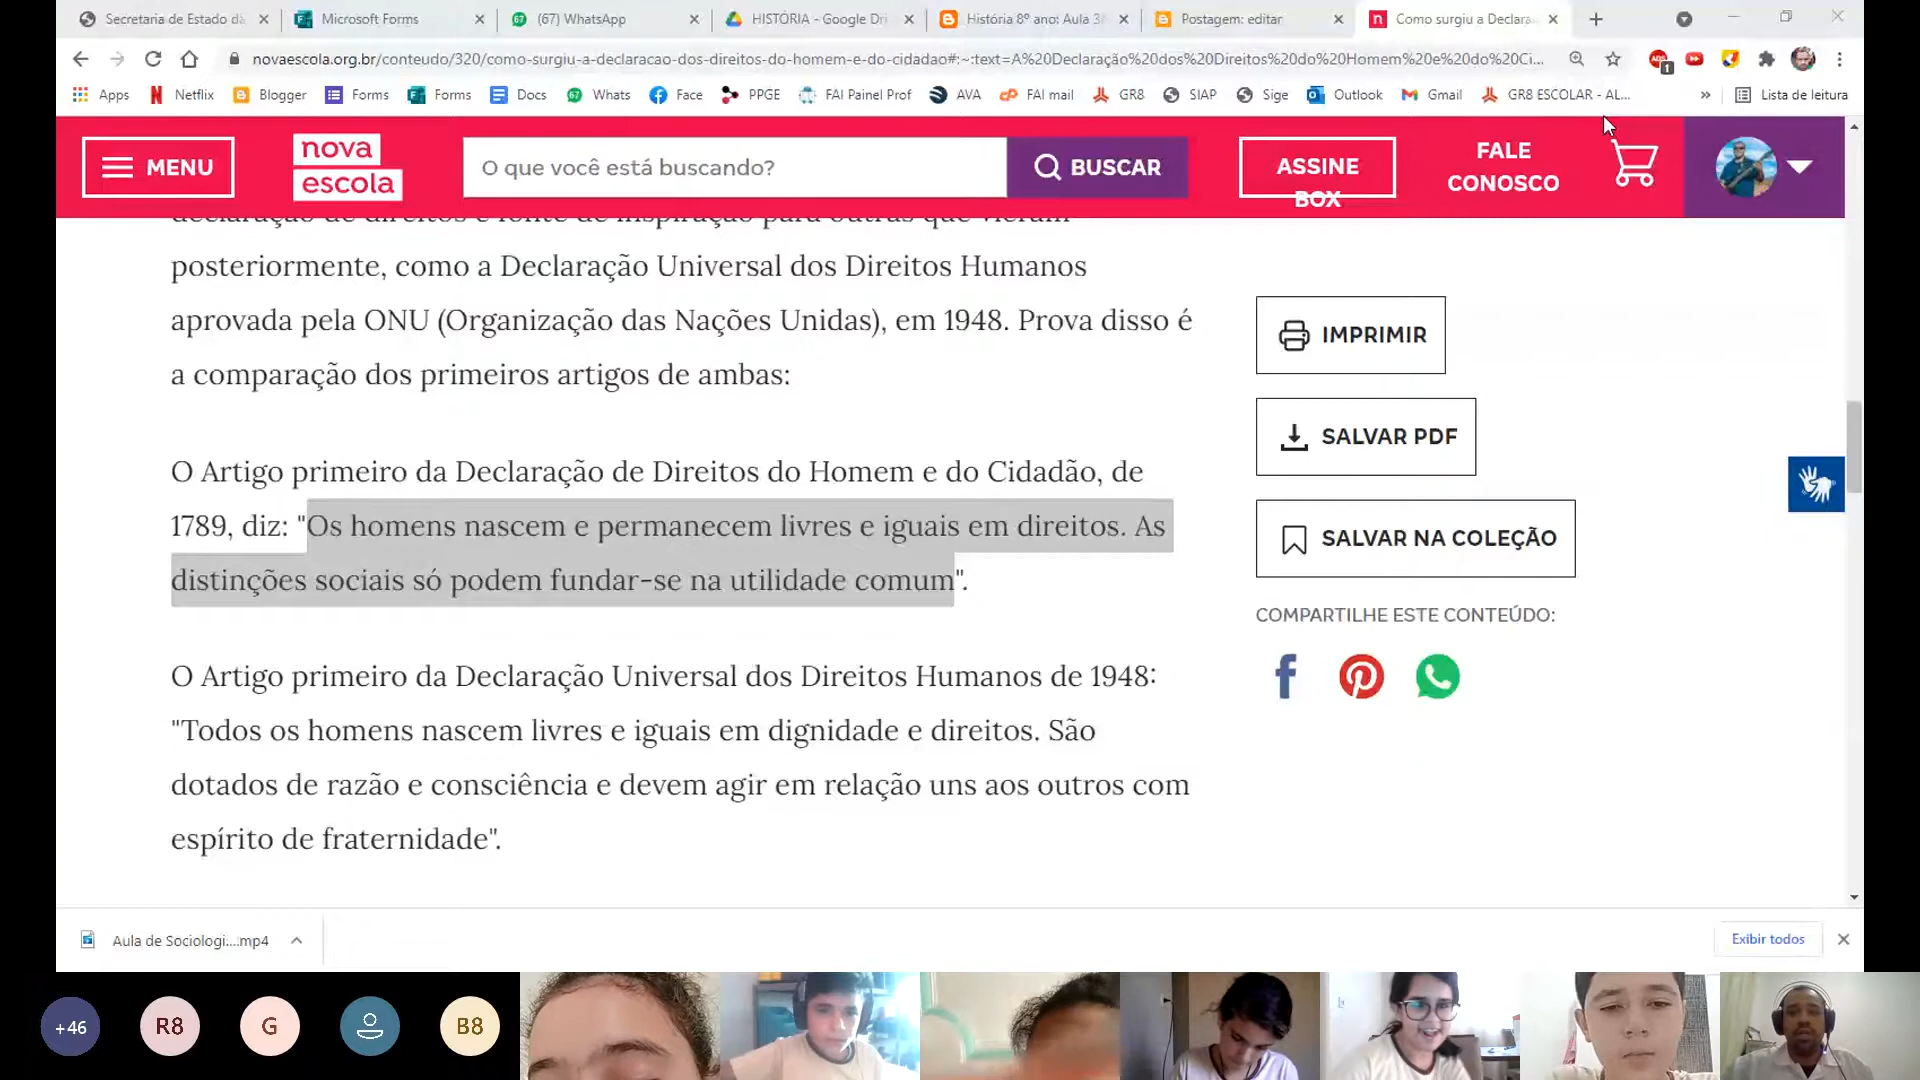 Secretaria de Estado da
Microsoft Forms
(67) WhatsApp
HISTÓRIA - Google Dri
História 8º ano: Aula 3
Postagem: editar
Como surgiu a Declara
novaescola.org.br/conteudo/320/como-surgiu-a-declaracao-dos-direitos-do-homem-e-do-cidadao#:~:text=A%20Declaração%20dos%20Direitos%20do%20Homem%20e%20do%20Ci...
Apps
Netflix
Blogger
Forms
Forms
Docs
Whats
Face
PPGE
FAI Painel Prof
AVA
FAI mail
GR8
SIAP
Sige
Outlook
Gmail
GR8 ESCOLAR - AL...
Lista de leitura
MENU
nova
escola
O que você está buscando?
BUSCAR
ASSINE
BOX
FALE
CONOSCO
declaração de direitos e fonte de inspiração para outras que vieram
posteriormente, como a Declaração Universal dos Direitos Humanos
aprovada pela ONU (Organização das Nações Unidas), em 1948. Prova disso é
a comparação dos primeiros artigos de ambas:
O Artigo primeiro da Declaração de Direitos do Homem e do Cidadão, de
1789, diz: "Os homens nascem e permanecem livres e iguais em direitos. As
distinções sociais só podem fundar-se na utilidade comum".
O Artigo primeiro da Declaração Universal dos Direitos Humanos de 1948:
"Todos os homens nascem livres e iguais em dignidade e direitos. São
dotados de razão e consciência e devem agir em relação uns aos outros com
espírito de fraternidade".
IMPRIMIR
SALVAR PDF
SALVAR NA COLEÇÃO
COMPARTILHE ESTE CONTEÚDO:
Aula de Sociologi....mp4
Exibir todos
+46
R8
G
B8